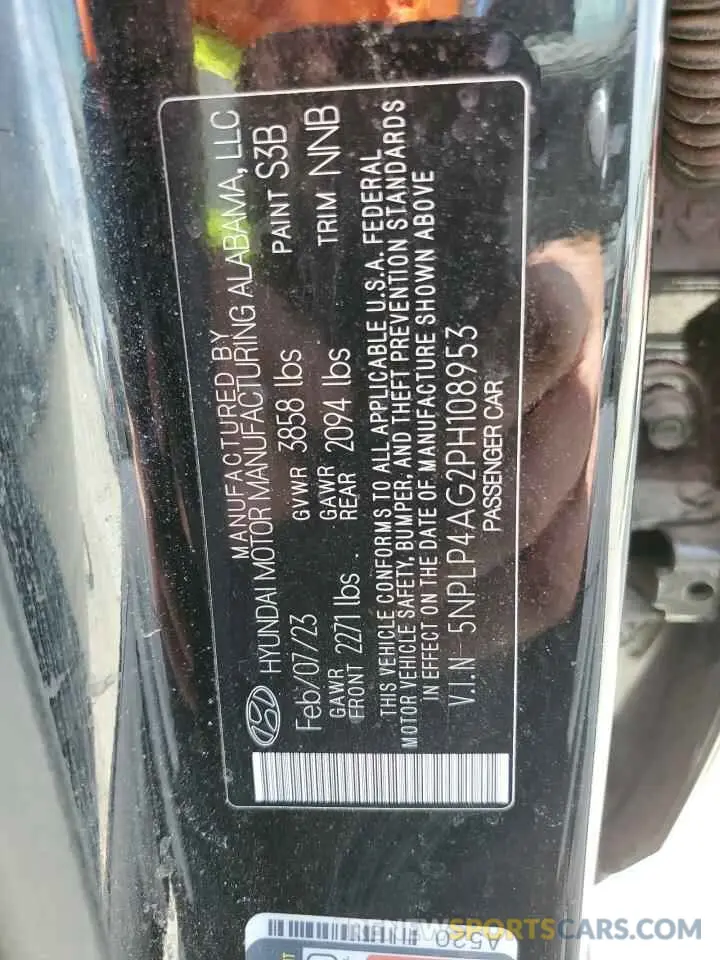 MANUFACTURED BY
HYUNDAI MOTOR MANUFACTURING ALABAMA, LLC
Feb/07/23 GVWR 3858 lbs PAINT S3B
GAWR FRONT 2271 lbs GAWR REAR 2094 lbs TRIM NNB
THIS VEHICLE CONFORMS TO ALL APPLICABLE U.S.A. FEDERAL
MOTOR VEHICLE SAFETY, BUMPER, AND THEFT PREVENTION STANDARDS
IN EFFECT ON THE DATE OF MANUFACTURE SHOWN ABOVE
V.I.N 5NPLP4AG2PH108953
PASSENGER CAR
A520
RENEWSPORTSCARS.COM